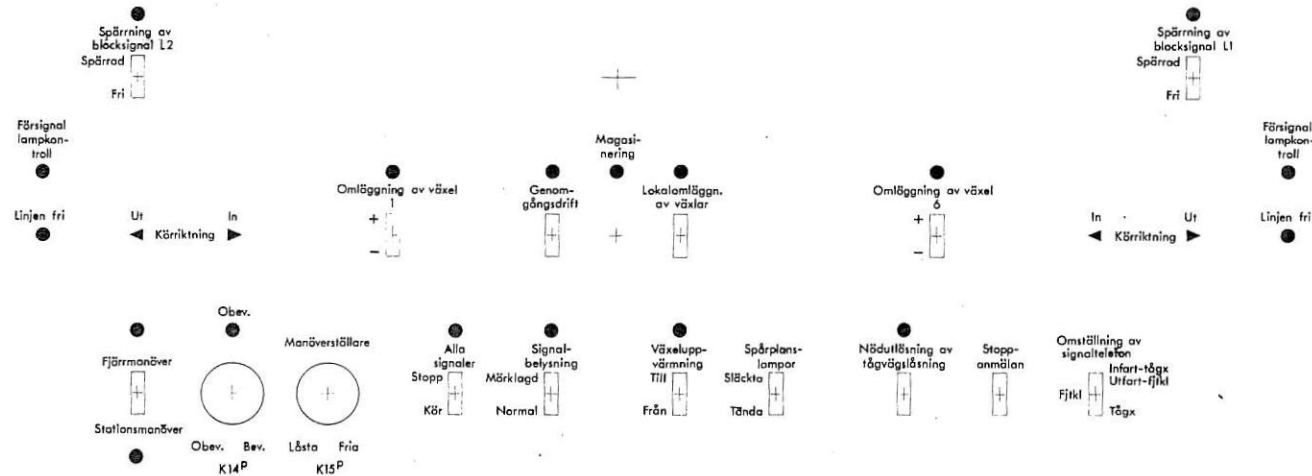 Spärrning av
blocksignal L2
Spärrad
Fri
Spärrning av
blocksignal L1
Spärrad
Fri
Försignal
lampkon-
troll
Magasi-
nering
Försignal
lampkon-
troll
Omläggning av växel
1
+
−
Genom-
gångsdrift
Lokalomläggn.
av växlar
Omläggning av växel
6
+
−
Linjen fri
Ut In
Körriktning
In Ut
Körriktning
Linjen fri
Fjärrmanöver
Stationsmanöver
Obev.
Obev. Bev.
K14P
Manöverställare
Låsta Fria
K15P
Alla
signaler
Stopp
Kör
Signal-
belysning
Mörklagd
Normal
Växelupp-
värmning
Till
Från
Spårplans-
lampor
Släckta
Tända
Nödutlösning av
tågvägslåsning
Stopp-
anmälan
Omställning av
signaltelefon
Infart-tågx
Utfart-fjtkl
Fjtkl
Tågx